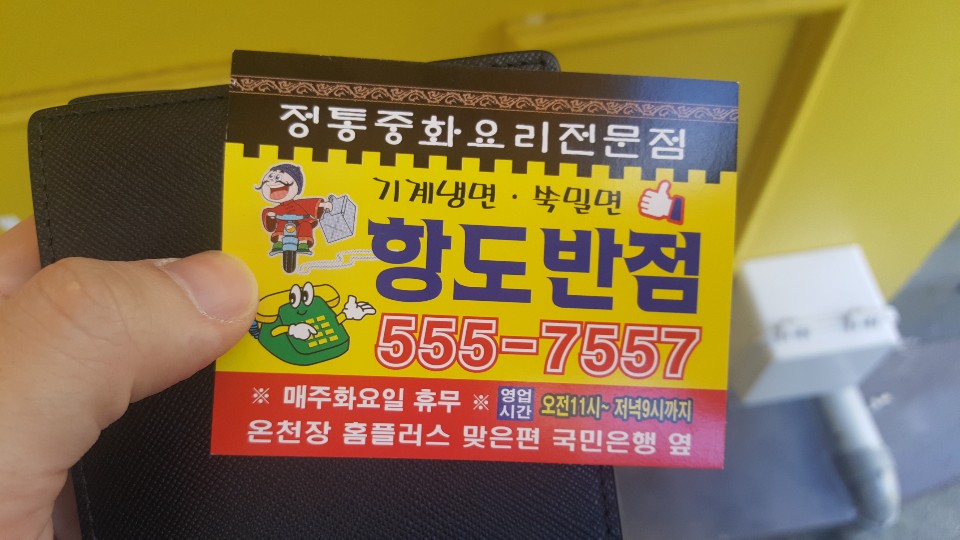 정통중화요리전문점
기계냉면 · 쑥밀면
항도반점
555-7557
※ 매주화요일 휴무 ※ 영업시간 오전11시~ 저녁9시까지
온천장 홈플러스 맞은편 국민은행 옆